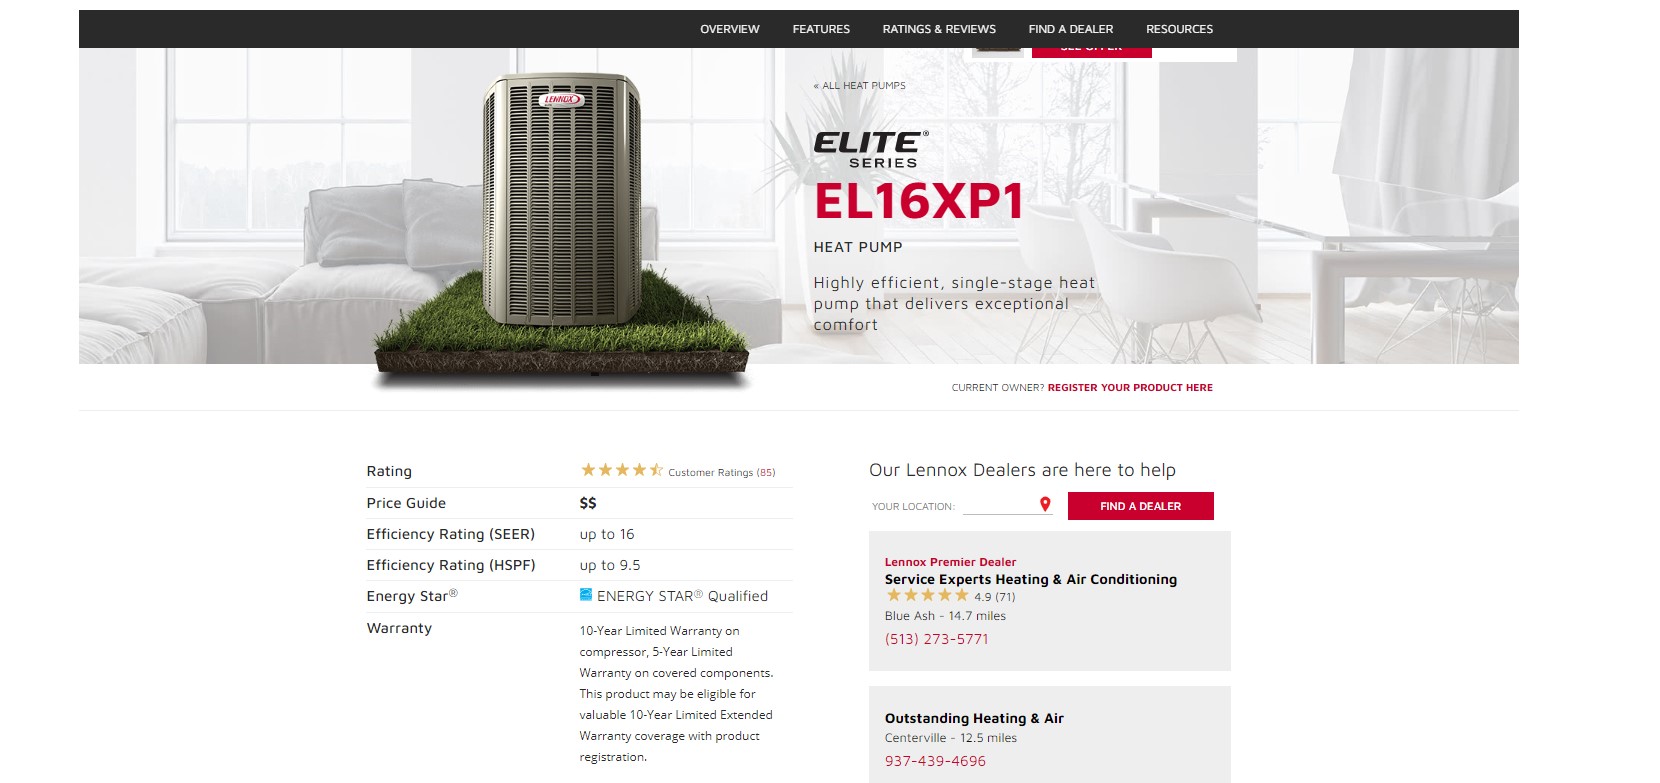 OVERVIEW FEATURES RATINGS & REVIEWS FIND A DEALER RESOURCES
SEE OFFER
« ALL HEAT PUMPS
LENNOX
ELITE®
SERIES
EL16XP1
HEAT PUMP
Highly efficient, single-stage heat
pump that delivers exceptional
comfort
CURRENT OWNER? REGISTER YOUR PRODUCT HERE
Rating Customer Ratings (85)
Price Guide $$
Efficiency Rating (SEER) up to 16
Efficiency Rating (HSPF) up to 9.5
Energy Star® ENERGY STAR® Qualified
Warranty 10-Year Limited Warranty on
compressor, 5-Year Limited
Warranty on covered components.
This product may be eligible for
valuable 10-Year Limited Extended
Warranty coverage with product
registration.
Our Lennox Dealers are here to help
YOUR LOCATION: FIND A DEALER
Lennox Premier Dealer
Service Experts Heating & Air Conditioning
4.9 (71)
Blue Ash - 14.7 miles
(513) 273-5771
Outstanding Heating & Air
Centerville - 12.5 miles
937-439-4696